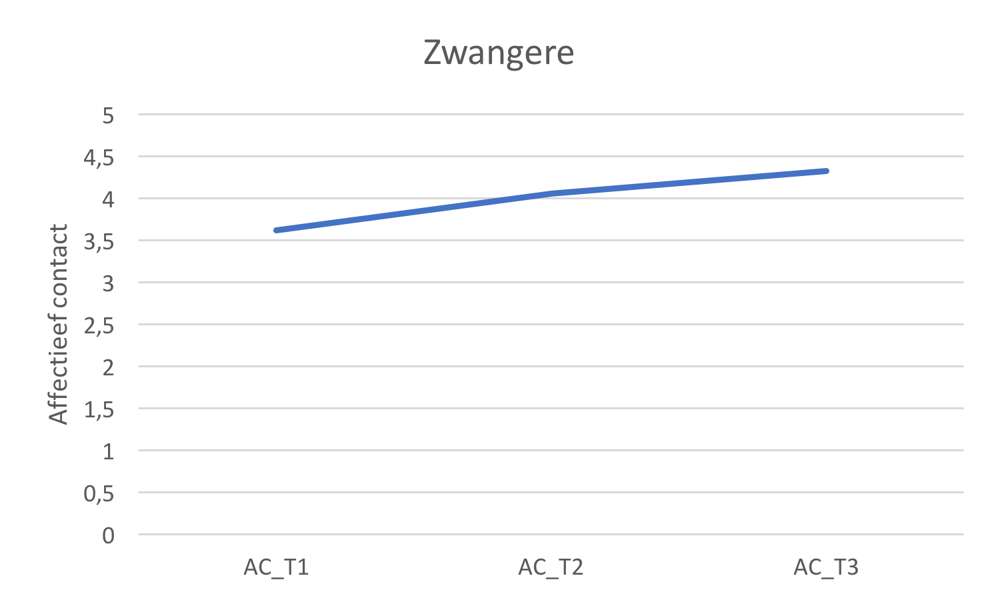 Zwangere
Affectief contact
5
4,5
4
3,5
3
2,5
2
1,5
1
0,5
0
AC_T1
AC_T2
AC_T3